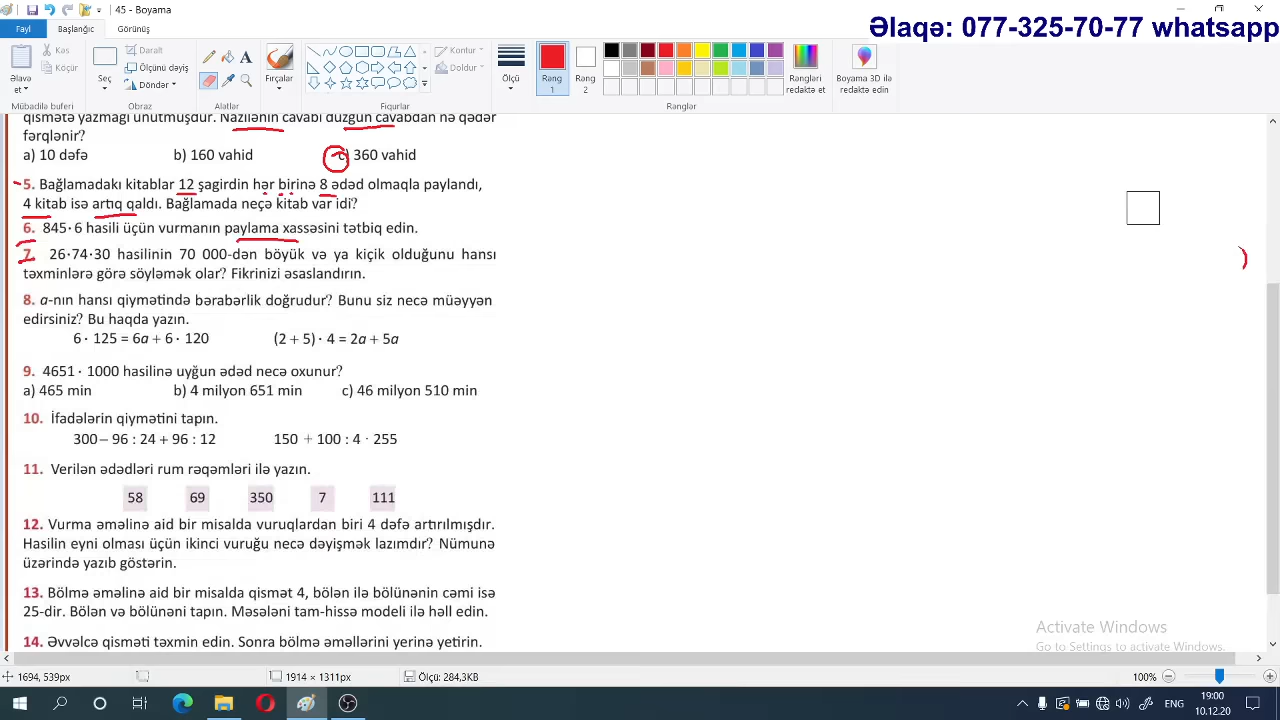 45 - Boyama
Əlaqə: 077-325-70-77 whatsapp
Fayl
Başlanğıc
Görünüş
Əlavə et
Kəs
Köçür
Mübadilə buferi
Seç
Daralt
Ölçünü dəyiş
Döndər
Obraz
Alətlər
Fırçalar
Kontur
Doldur
Fiqurlar
Ölçü
Rəng 1
Rəng 2
Rəngləri redaktə et
Boyama 3D ilə redaktə edin
Rənglər
qismətə yazmağı unutmuşdur. Nazilənin cavabı düzgün cavabdan nə qədər
fərqlənir?
a) 10 dəfə b) 160 vahid c) 360 vahid
5. Bağlamadakı kitablar 12 şagirdin hər birinə 8 ədəd olmaqla paylandı,
4 kitab isə artıq qaldı. Bağlamada neçə kitab var idi?
6. 845·6 hasili üçün vurmanın paylama xassəsini tətbiq edin.
7. 26·74·30 hasilinin 70 000-dən böyük və ya kiçik olduğunu hansı
təxminlərə görə söyləmək olar? Fikrinizi əsaslandırın.
8. a-nın hansı qiymətində bərabərlik doğrudur? Bunu siz necə müəyyən
edirsiniz? Bu haqda yazın.
6· 125 = 6a + 6· 120 (2 + 5)· 4 = 2a + 5a
9. 4651· 1000 hasilinə uyğun ədəd necə oxunur?
a) 465 min b) 4 milyon 651 min c) 46 milyon 510 min
10. İfadələrin qiymətini tapın.
300 – 96 : 24 + 96 : 12 150 + 100 : 4 · 255
11. Verilən ədədləri rum rəqəmləri ilə yazın.
58 69 350 7 111
12. Vurma əməlinə aid bir misalda vuruqlardan biri 4 dəfə artırılmışdır.
Hasilin eyni olması üçün ikinci vuruğu necə dəyişmək lazımdır? Nümunə
üzərində yazıb göstərin.
13. Bölmə əməlinə aid bir misalda qismət 4, bölən ilə bölünənin cəmi isə
25-dir. Bölən və bölünəni tapın. Məsələni tam-hissə modeli ilə həll edin.
14. Əvvəlcə qisməti təxmin edin. Sonra bölmə əməllərini yerinə yetirin.
Activate Windows
Go to Settings to activate Windows.
1694, 539px
1914 × 1311px
Ölçü: 284,3KB
100%
ENG
19:00
10.12.20